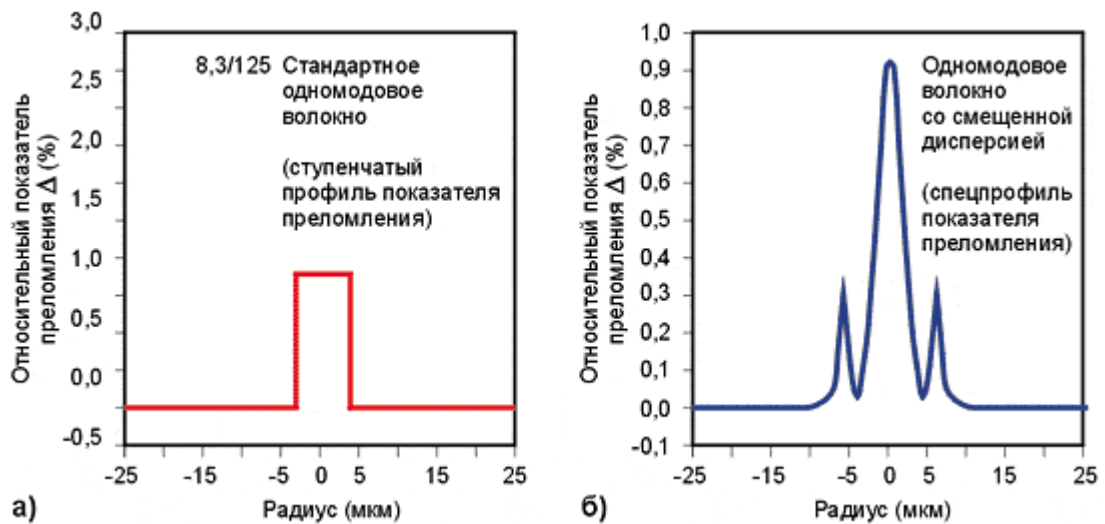 Относительный показатель
преломления Δ (%)
3,0
2,5
2,0
1,5
1,0
0,5
0,0
-0,5
8,3/125 Стандартное
одномодовое
волокно
(ступенчатый
профиль показателя
преломления)
-25
-15
-5
0
5
15
25
Радиус (мкм)
а)
Относительный показатель
преломления Δ (%)
1,0
0,9
0,8
0,7
0,6
0,5
0,4
0,3
0,2
0,1
0,0
-0,1
Одномодовое
волокно
со смещенной
дисперсией
(спецпрофиль
показателя
преломления)
-25
-15
-5
0
5
15
25
Радиус (мкм)
б)